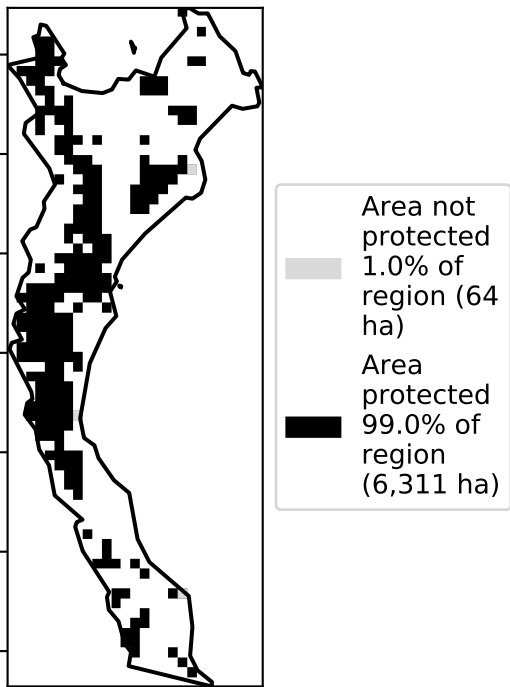 Area not
protected
1.0% of
region (64
ha)
Area
protected
99.0% of
region
(6,311 ha)